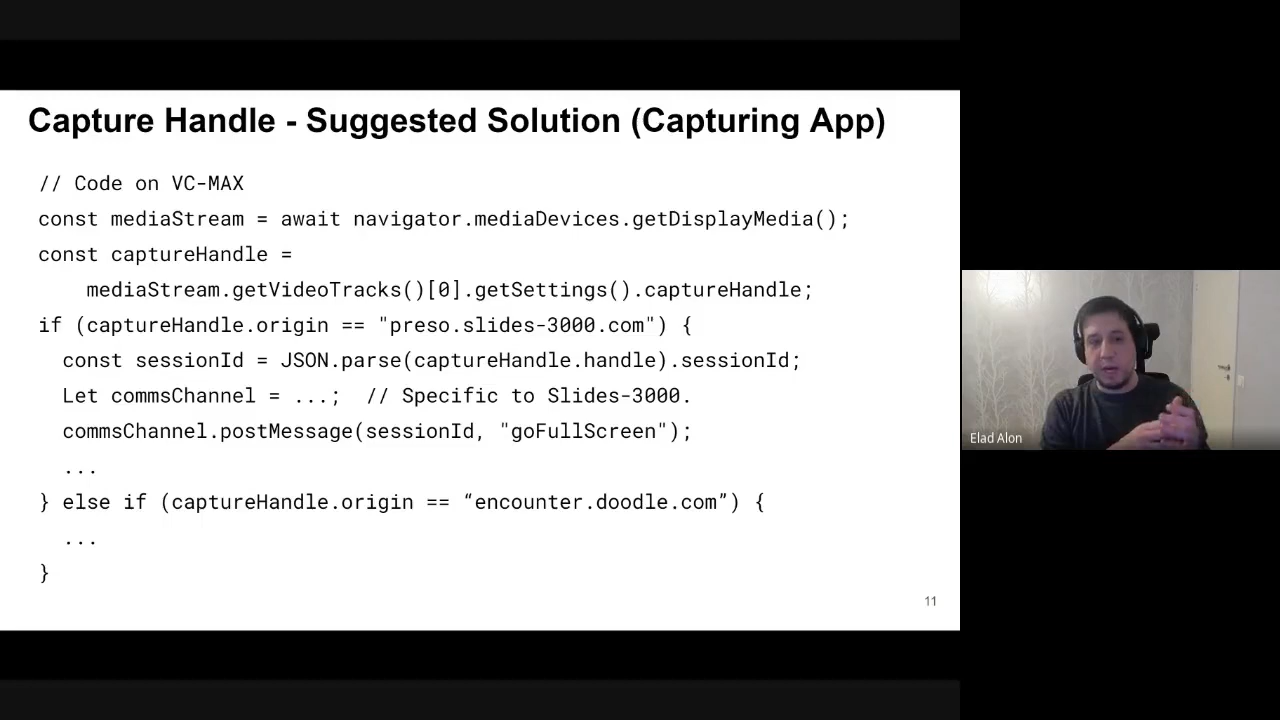 Capture Handle - Suggested Solution (Capturing App)
// Code on VC-MAX
const mediaStream = await navigator.mediaDevices.getDisplayMedia();
const captureHandle =
mediaStream.getVideoTracks()[0].getSettings().captureHandle;
if (captureHandle.origin == "preso.slides-3000.com") {
const sessionId = JSON.parse(captureHandle.handle).sessionId;
Let commsChannel = ...; // Specific to Slides-3000.
commsChannel.postMessage(sessionId, "goFullScreen");
...
} else if (captureHandle.origin == “encounter.doodle.com”) {
...
}
11
Elad Alon